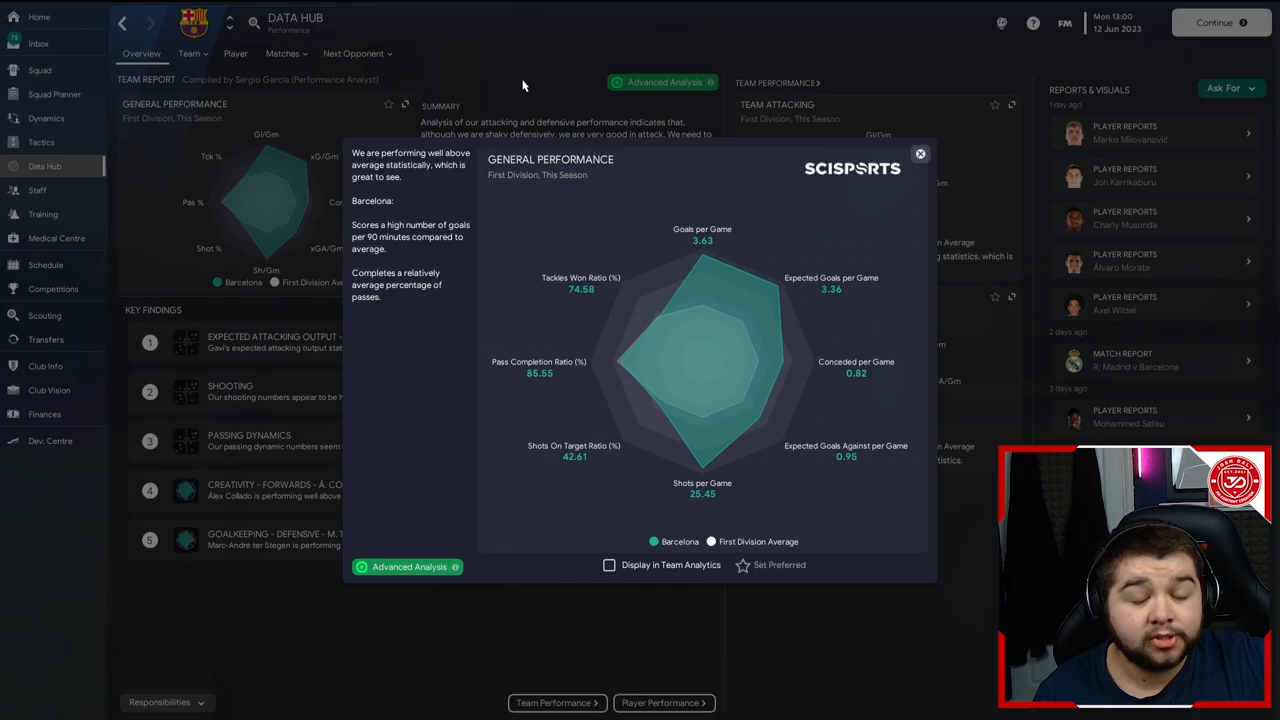 Home
Inbox
Squad
Squad Planner
Dynamics
Tactics
Data Hub
Staff
Training
Medical Centre
Schedule
Competitions
Scouting
Transfers
Club Info
Club Vision
Finances
Dev. Centre
DATA HUB
Performance
FM
Mon 13:00
12 Jun 2023
Continue
Overview
Team
Player
Matches
Next Opponent
TEAM REPORT Compiled by Sergio Garcia (Performance Analyst)
Advanced Analysis
GENERAL PERFORMANCE
First Division, This Season
Gl/Gm
xG/Gm
xGA/Gm
Sh/Gm
Shot %
Pas %
Tck %
Barcelona
SUMMARY
Analysis of our attacking and defensive performance indicates that,
although we are shaky defensively, we are very good in attack. We need to
KEY FINDINGS
1 EXPECTED ATTACKING OUTPUT -
Gavi's expected attacking output stat
2 SHOOTING
Our shooting numbers appear to be h
3 PASSING DYNAMICS
Our passing dynamic numbers seem
4 CREATIVITY - FORWARDS - Á. CO
Álex Collado is performing well above
5 GOALKEEPING - DEFENSIVE - M. T
Marc-André ter Stegen is performing
Responsibilities
Team Performance
Player Performance
TEAM PERFORMANCE
TEAM ATTACKING
First Division, This Season
REPORTS & VISUALS
Ask For
1 day ago
PLAYER REPORTS
Marko Milovanović
PLAYER REPORTS
Jon Karrikaburu
PLAYER REPORTS
Charly Musonda
PLAYER REPORTS
Álvaro Morata
PLAYER REPORTS
Axel Witsel
2 days ago
MATCH REPORT
R. Madrid v Barcelona
3 days ago
PLAYER REPORTS
Mohammed Salisu
We are performing well above
average statistically, which is
great to see.
Barcelona:
Scores a high number of goals
per 90 minutes compared to
average.
Completes a relatively
average percentage of
passes.
Advanced Analysis
GENERAL PERFORMANCE
First Division, This Season
SCISPORTS
Goals per Game
3.63
Expected Goals per Game
3.36
Conceded per Game
0.82
Expected Goals Against per Game
0.95
Shots per Game
25.45
Shots On Target Ratio (%)
42.61
Pass Completion Ratio (%)
85.55
Tackles Won Ratio (%)
74.58
Barcelona
First Division Average
Display in Team Analytics
Set Preferred
JOSH DALY